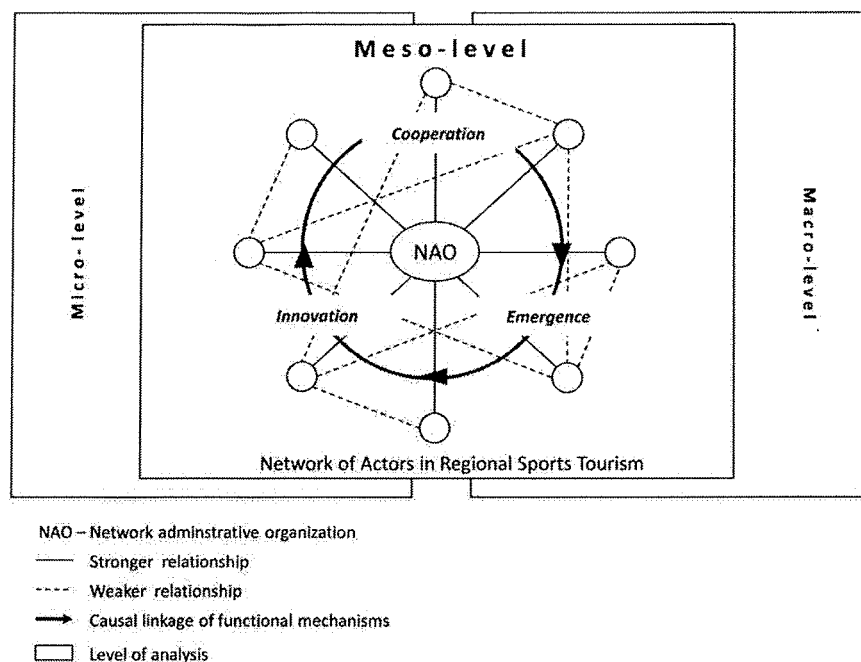 Meso-level
Cooperation
Micro-level
NAO
Macro-level
Innovation
Emergence
Network of Actors in Regional Sports Tourism
NAO – Network adminstrative organization
Stronger relationship
Weaker relationship
Causal linkage of functional mechanisms
Level of analysis